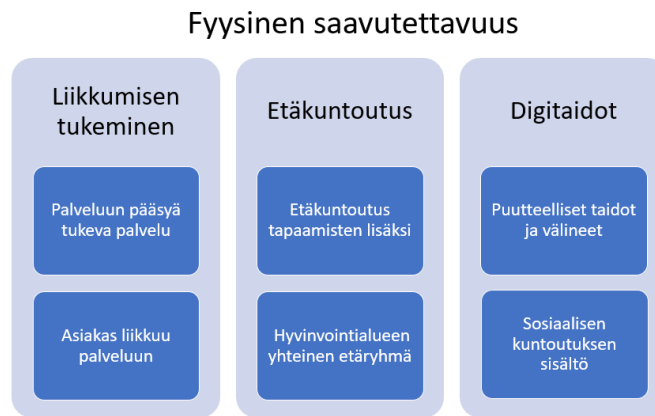 Fyysinen saavutettavuus
Liikkumisen
tukeminen
Palveluun pääsyä
tukeva palvelu
Asiakas liikkuu
palveluun
Etäkuntoutus
Etäkuntoutus
tapaamisten lisäksi
Hyvinvointialueen
yhteinen etäryhmä
Digitaidot
Puutteelliset taidot
ja välineet
Sosiaalisen
kuntoutuksen
sisältö